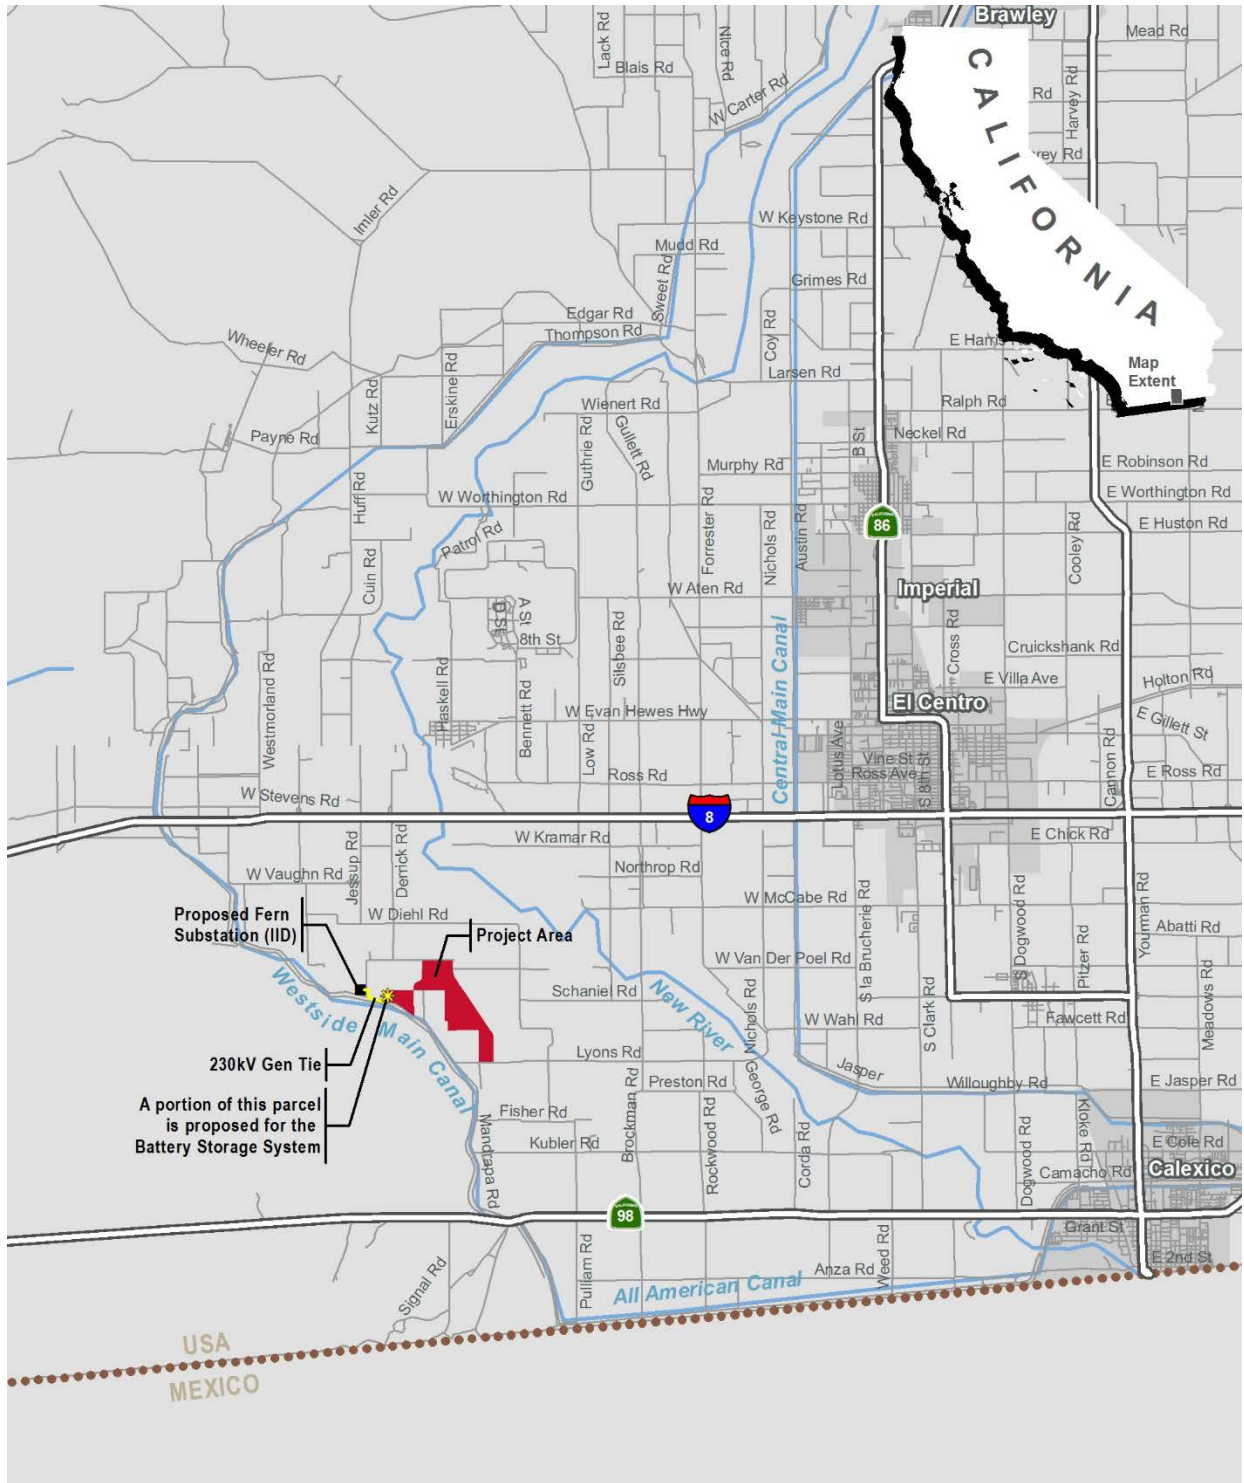 Brawley
Mead Rd
Lack Rd
Nice Rd
Blais Rd
W Carter Rd
Harvey Rd
Rd
rey Rd
CALIFORNIA
Imler Rd
W Keystone Rd
Mudd Rd
Sweet Rd
Grimes Rd
Edgar Rd
Thompson Rd
Coy Rd
E Harris
Wheeler Rd
Erskine Rd
Kutz Rd
Larsen Rd
Map
Extent
Wienert Rd
Ralph Rd
Payne Rd
Guthrie Rd
Gullett Rd
B St
Neckel Rd
Murphy Rd
E Robinson Rd
Huff Rd
W Worthington Rd
Forrester Rd
E Worthington Rd
86
E Huston Rd
Patrol Rd
Nichols Rd
Austin Rd
Cooley Rd
Cuin Rd
W Aten Rd
Imperial
A St
D St
8th St
Silsbee Rd
Cross Rd
Cruickshank Rd
Westmorland Rd
Haskell Rd
Bennett Rd
Central Main Canal
E Villa Ave
Holton Rd
El Centro
W Evan Hewes Hwy
E Gillett St
Low Rd
Lotus Ave
Vine St
Ross Ave
S 8th St
Cannon Rd
Ross Rd
E Ross Rd
W Stevens Rd
8
W Kramar Rd
E Chick Rd
Jessup Rd
Derrick Rd
Northrop Rd
W Vaughn Rd
W McCabe Rd
S la Brucherie Rd
S Dogwood Rd
Pitzer Rd
Yourman Rd
Proposed Fern
Substation (IID)
W Diehl Rd
Project Area
Abatti Rd
W Van Der Poel Rd
Westside Main Canal
Schaniel Rd
New River
Nichols Rd
W Wahl Rd
S Clark Rd
Fawcett Rd
Meadows Rd
230kV Gen Tie
Lyons Rd
Jasper
Preston Rd
George Rd
Willoughby Rd
E Jasper Rd
A portion of this parcel
is proposed for the
Battery Storage System
Fisher Rd
Kubler Rd
Mandrapa Rd
Brockman Rd
Rockwood Rd
Corda Rd
Dogwood Rd
Kloke Rd
E Cole Rd
Camacho Rd
Calexico
98
Grant St
E 2nd St
Pulliam Rd
Anza Rd
Weed Rd
Signal Rd
All American Canal
USA
MEXICO